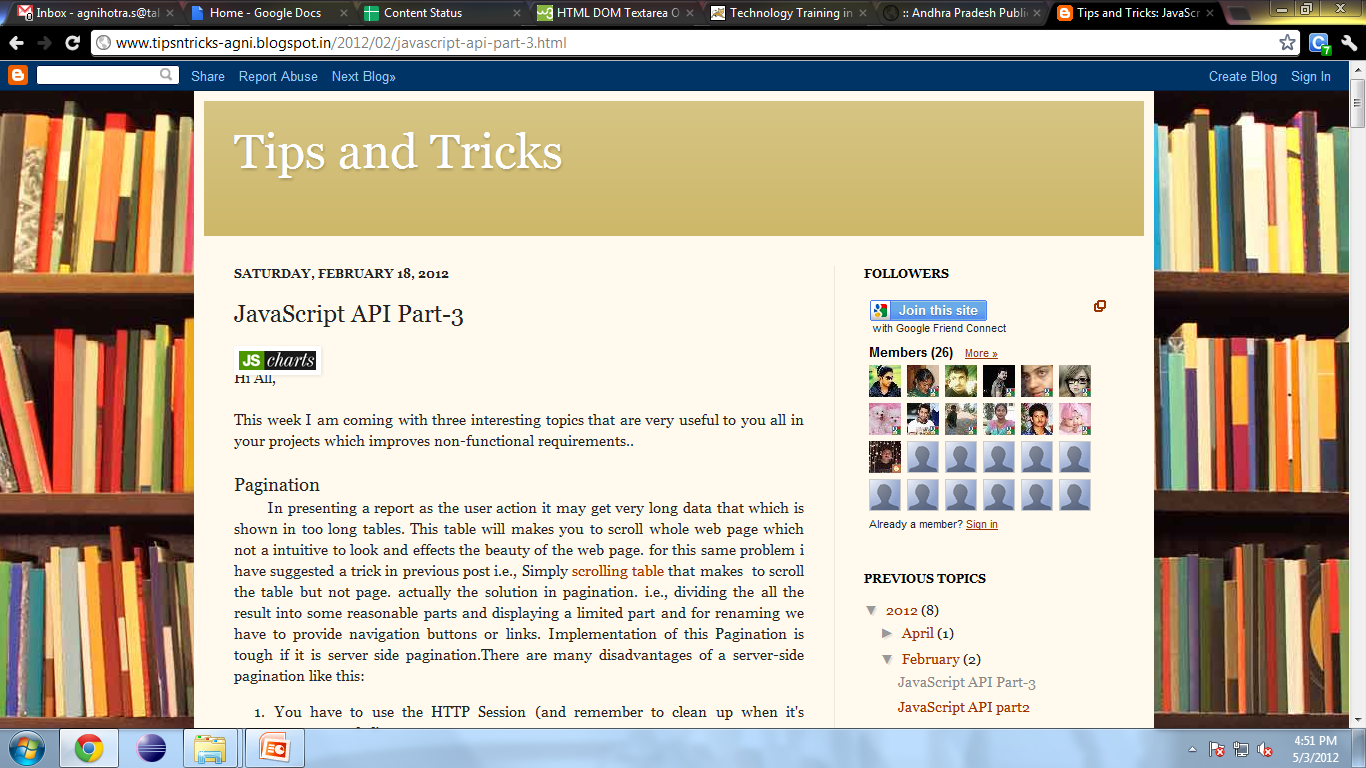 Inbox - agnihotra.s@tal
Home - Google Docs
Content Status
HTML DOM Textarea O
Technology Training in
:: Andhra Pradesh Public
Tips and Tricks: JavaScr
www.tipsntricks-agni.blogspot.in/2012/02/javascript-api-part-3.html
7
Share Report Abuse Next Blog»
Create Blog Sign In
Tips and Tricks
SATURDAY, FEBRUARY 18, 2012
JavaScript API Part-3
JS charts
Hi All,
This week I am coming with three interesting topics that are very useful to you all in
your projects which improves non-functional requirements..
Pagination
In presenting a report as the user action it may get very long data that which is
shown in too long tables. This table will makes you to scroll whole web page which
not a intuitive to look and effects the beauty of the web page. for this same problem i
have suggested a trick in previous post i.e., Simply scrolling table that makes to scroll
the table but not page. actually the solution in pagination. i.e., dividing the all the
result into some reasonable parts and displaying a limited part and for renaming we
have to provide navigation buttons or links. Implementation of this Pagination is
tough if it is server side pagination.There are many disadvantages of a server-side
pagination like this:
1. You have to use the HTTP Session (and remember to clean up when it's
FOLLOWERS
Join this site
with Google Friend Connect
Members (26) More »
Already a member? Sign in
PREVIOUS TOPICS
▼ 2012 (8)
► April (1)
▼ February (2)
JavaScript API Part-3
JavaScript API part2
4:51 PM
5/3/2012